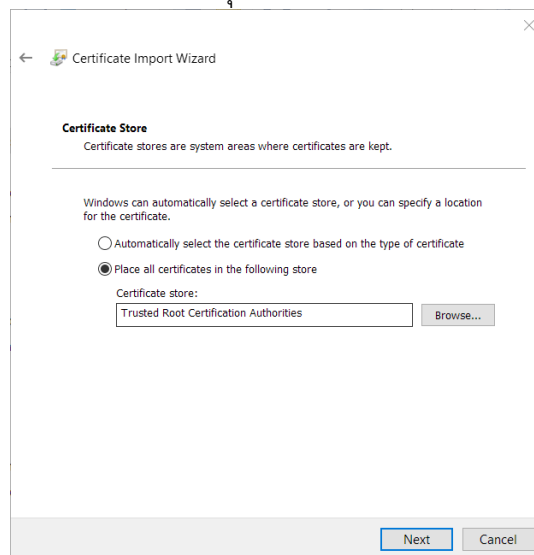 Certificate Import Wizard
Certificate Store
Certificate stores are system areas where certificates are kept.
Windows can automatically select a certificate store, or you can specify a location
for the certificate.
Automatically select the certificate store based on the type of certificate
Place all certificates in the following store
Certificate store:
Trusted Root Certification Authorities
Browse...
Next
Cancel